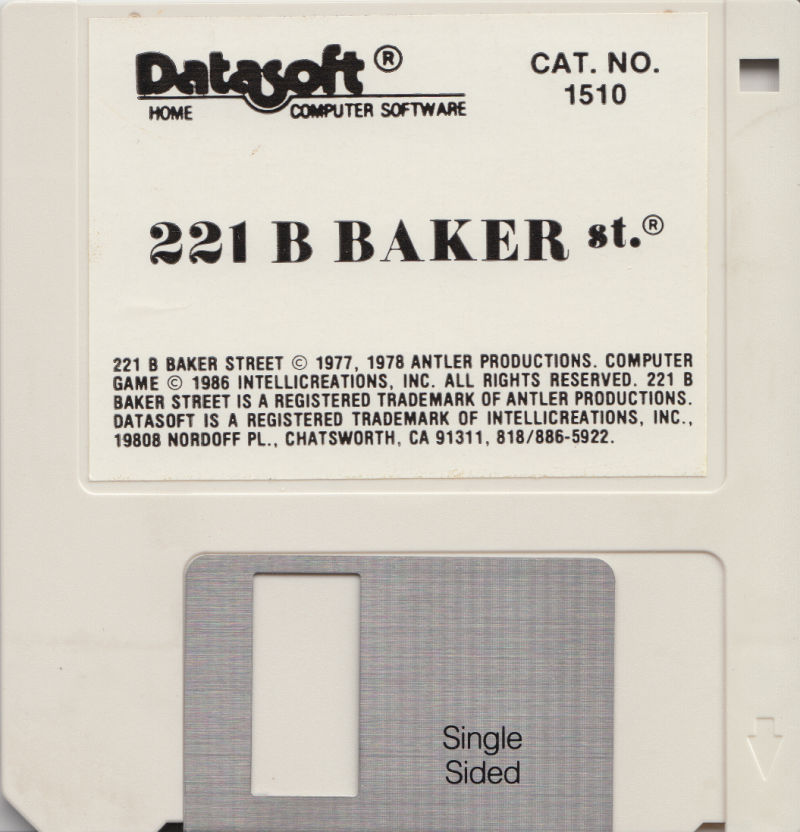 Datasoft®
HOME COMPUTER SOFTWARE
CAT. NO.
1510
221 B BAKER st.®
221 B BAKER STREET © 1977, 1978 ANTLER PRODUCTIONS. COMPUTER
GAME © 1986 INTELLICREATIONS, INC. ALL RIGHTS RESERVED. 221 B
BAKER STREET IS A REGISTERED TRADEMARK OF ANTLER PRODUCTIONS.
DATASOFT IS A REGISTERED TRADEMARK OF INTELLICREATIONS, INC.,
19808 NORDOFF PL., CHATSWORTH, CA 91311, 818/886-5922.
Single
Sided